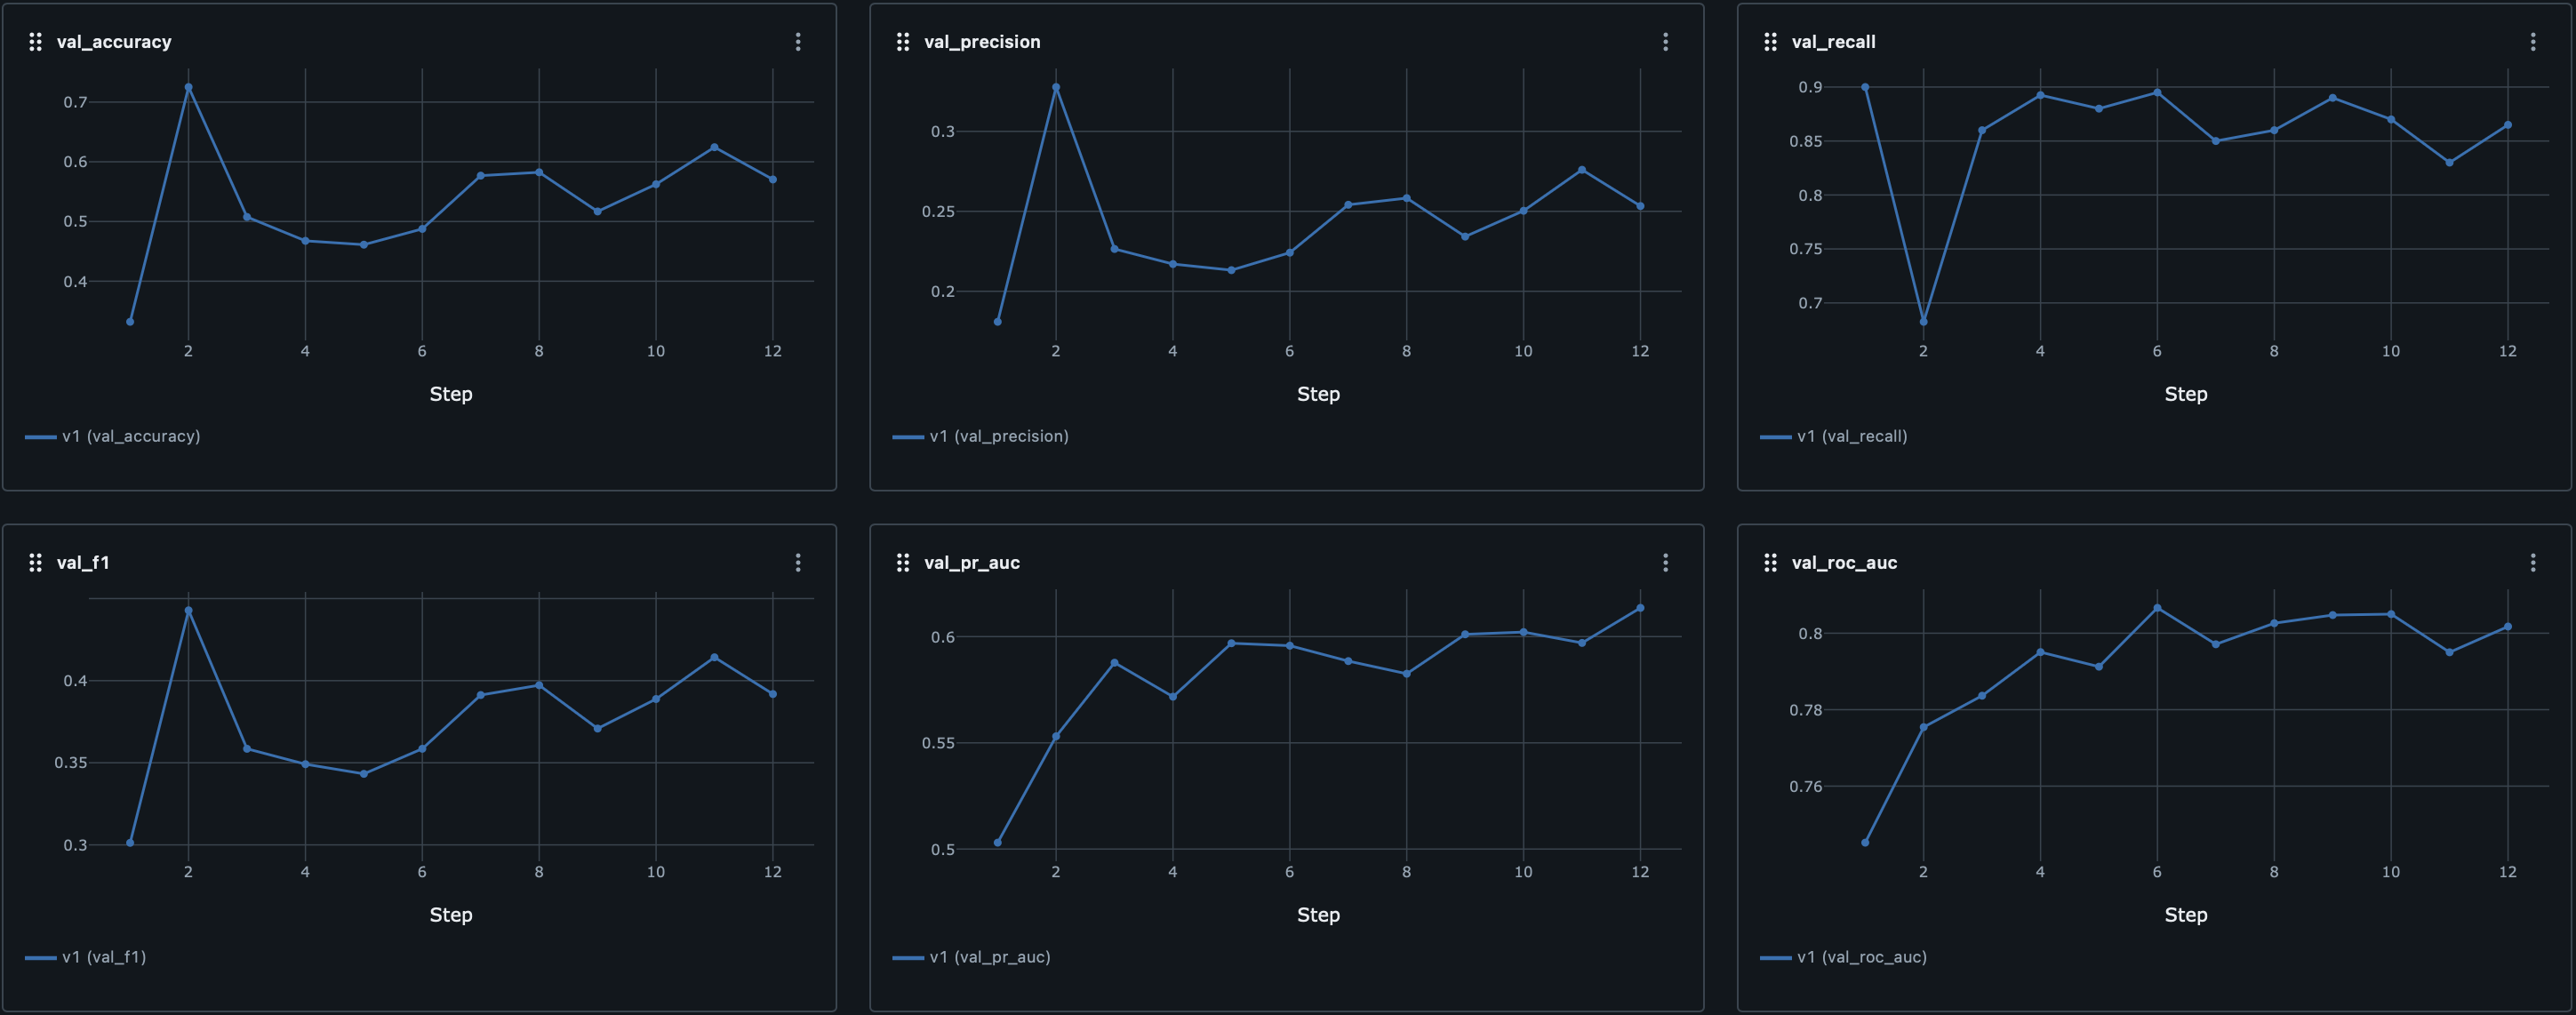 val_accuracy
0.7
0.6
0.5
0.4
2 4 6 8 10 12
Step
v1 (val_accuracy)
val_precision
0.3
0.25
0.2
2 4 6 8 10 12
Step
v1 (val_precision)
val_recall
0.9
0.85
0.8
0.75
0.7
2 4 6 8 10 12
Step
v1 (val_recall)
val_f1
0.4
0.35
0.3
2 4 6 8 10 12
Step
v1 (val_f1)
val_pr_auc
0.6
0.55
0.5
2 4 6 8 10 12
Step
v1 (val_pr_auc)
val_roc_auc
0.8
0.78
0.76
2 4 6 8 10 12
Step
v1 (val_roc_auc)